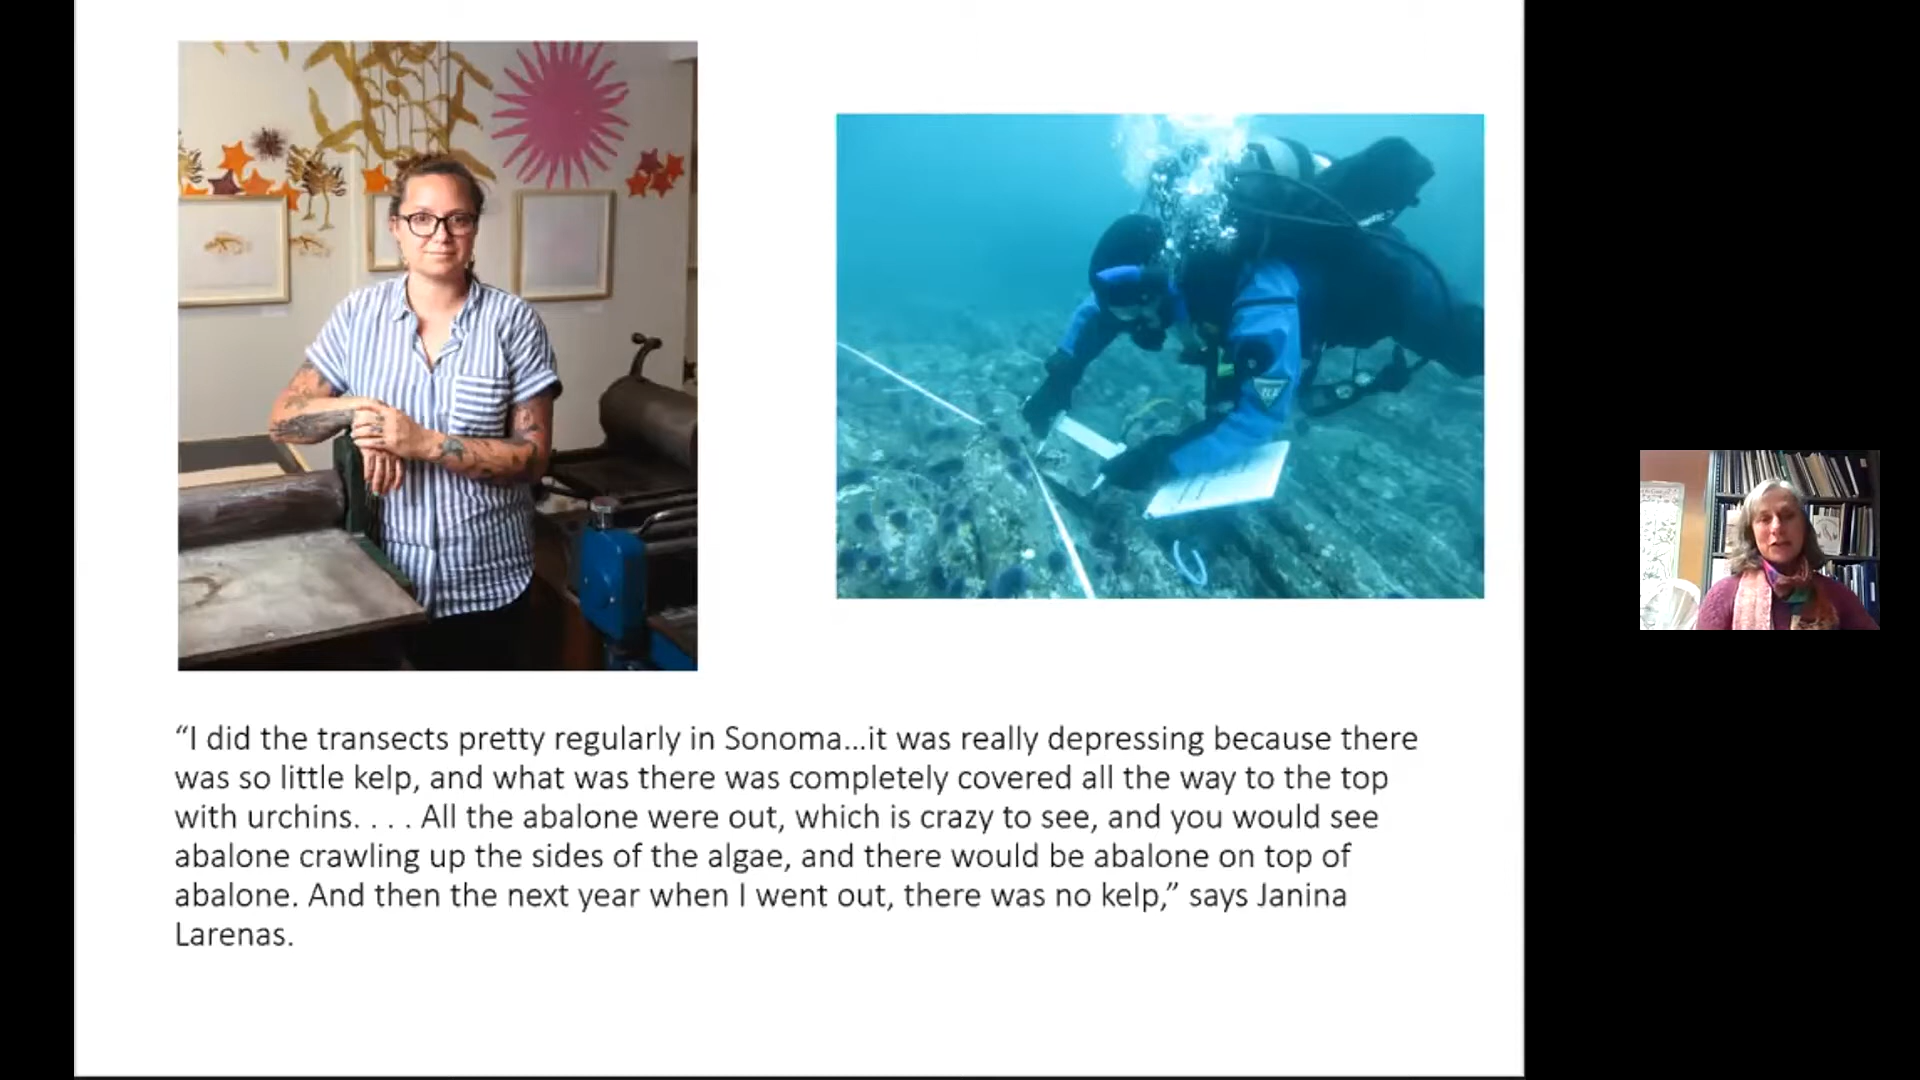 “I did the transects pretty regularly in Sonoma...it was really depressing because there
was so little kelp, and what was there was completely covered all the way to the top
with urchins. . . . All the abalone were out, which is crazy to see, and you would see
abalone crawling up the sides of the algae, and there would be abalone on top of
abalone. And then the next year when I went out, there was no kelp,” says Janina
Larenas.